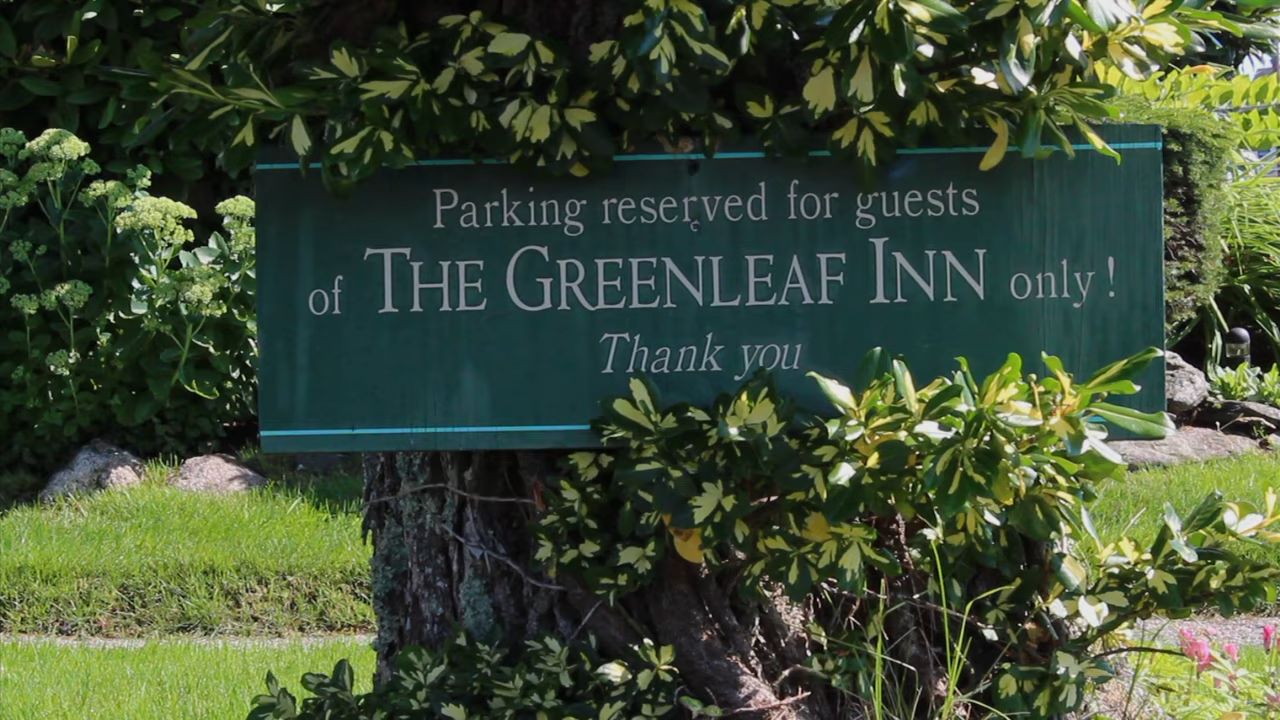 Parking reserved for guests
of THE GREENLEAF INN only!
Thank you